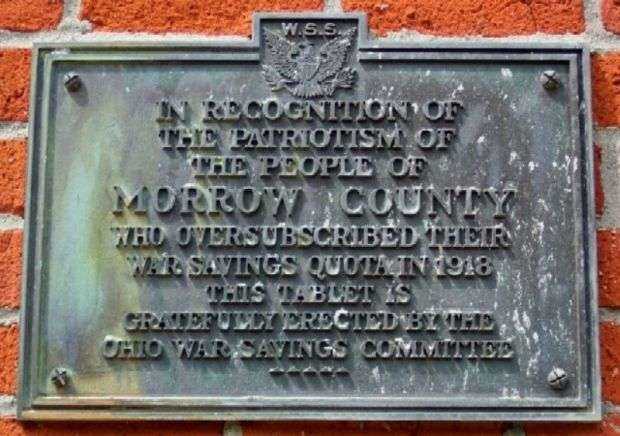 W.S.S.
IN RECOGNITION OF
THE PATRIOTISM OF
THE PEOPLE OF
MORROW COUNTY
WHO OVERSUBSCRIBED THEIR
WAR SAVINGS QUOTA IN 1918
THIS TABLET IS
GRATEFULLY ERECTED BY THE
OHIO WAR SAVINGS COMMITTEE